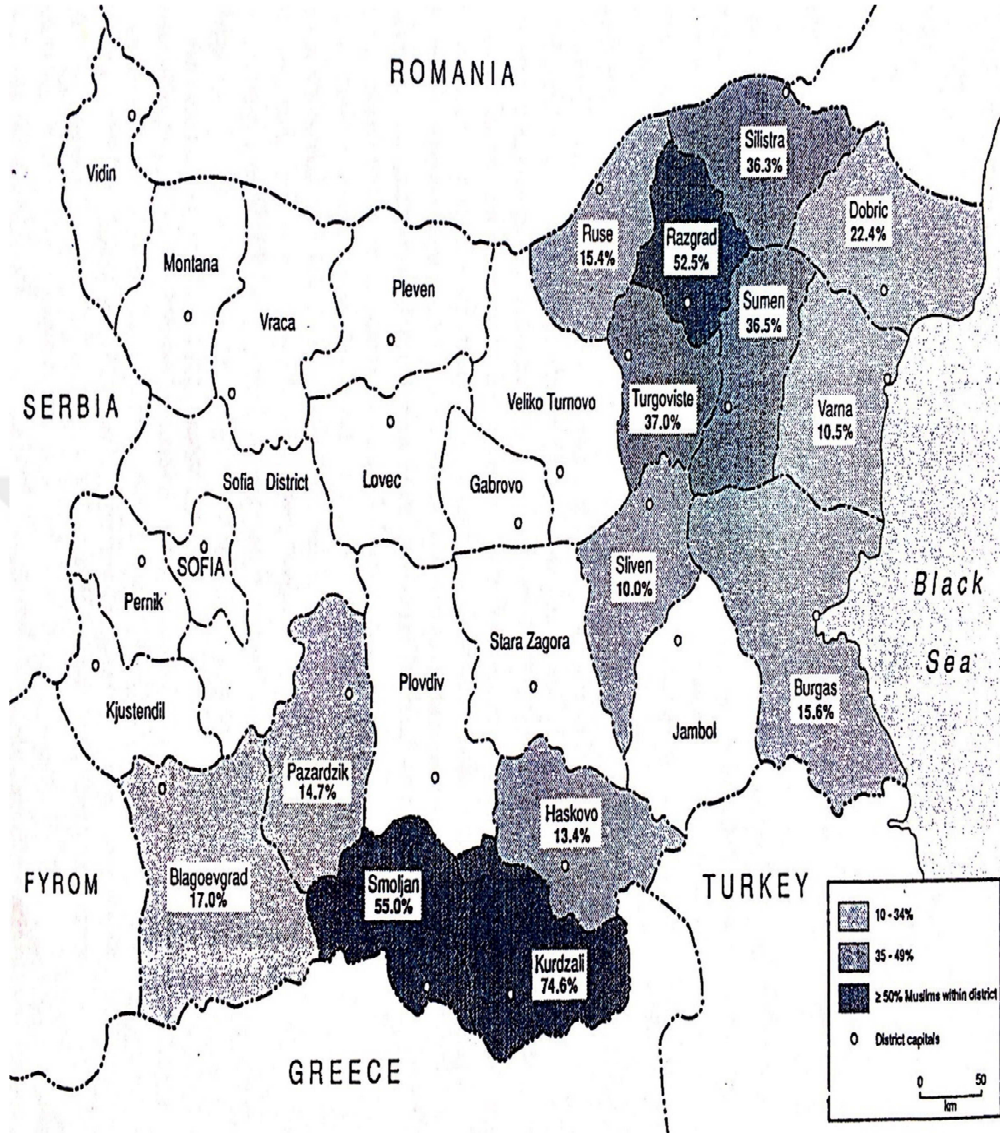 ROMANIA
Vidin
Silistra
36.3%
Dobric
22.4%
Ruse
15.4%
Razgrad
52.5%
Montana
Pleven
Sumen
36.5%
Vraca
SERBIA
Veliko Turnovo
Turgoviste
37.0%
Varna
10.5%
Sofia District
Lovec
Gabrovo
SOFIA
Sliven
10.0%
Black
Sea
Pernik
Stara Zagora
Plovdiv
Burgas
15.6%
Kjustendil
Jambol
Pazardzik
14.7%
Haskovo
13.4%
FYROM
Blagoevgrad
17.0%
Smoljan
55.0%
TURKEY
Kurdzali
74.6%
GREECE
10 - 34%
35 - 49%
≥ 50% Muslims within district
District capitals
0 50
km